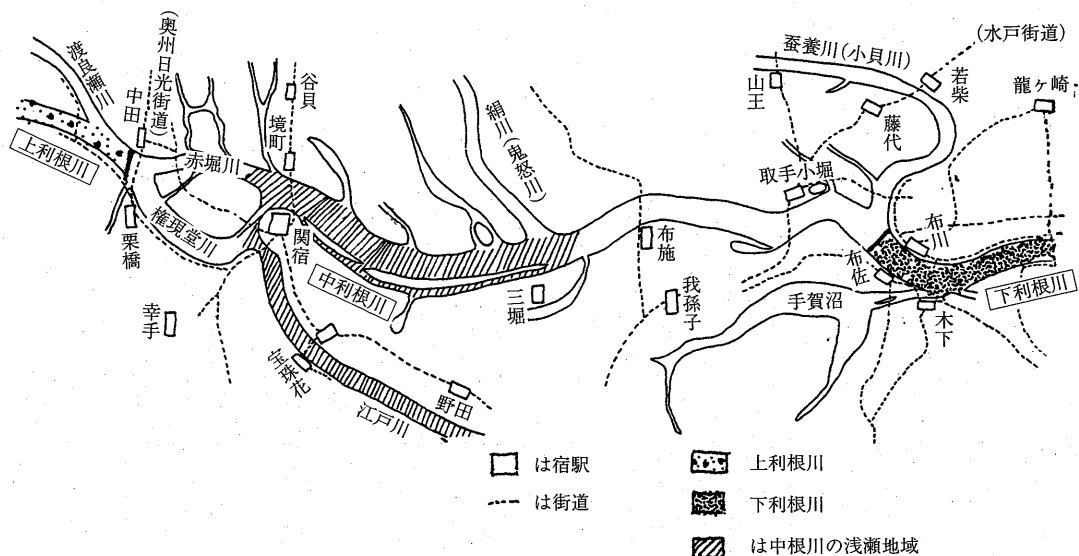 渡良瀬川
(奥州日光街道)
中田
上利根川
赤堀川
境町
谷貝
権現堂川
栗橋
幸手
関宿
中利根川
宝珠花
江戸川
野田
絹川(鬼怒川)
三堀
布施
我孫子
手賀沼
取手小堀
蚕養川(小貝川)
山王
藤代
若柴
(水戸街道)
龍ヶ崎
布川
布佐
木下
下利根川
は宿駅
は街道
上利根川
下利根川
は中根川の浅瀬地域